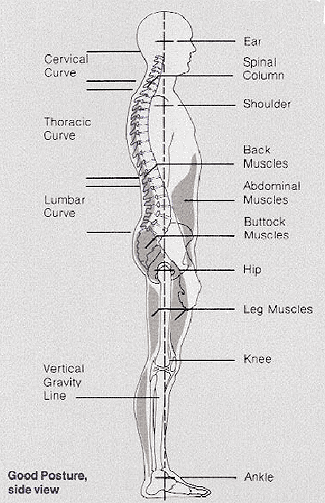 Ear
Cervical
Curve
Spinal
Column
Shoulder
Thoracic
Curve
Back
Muscles
Abdominal
Muscles
Lumbar
Curve
Buttock
Muscles
Hip
Leg Muscles
Knee
Vertical
Gravity
Line
Good Posture,
side view
Ankle